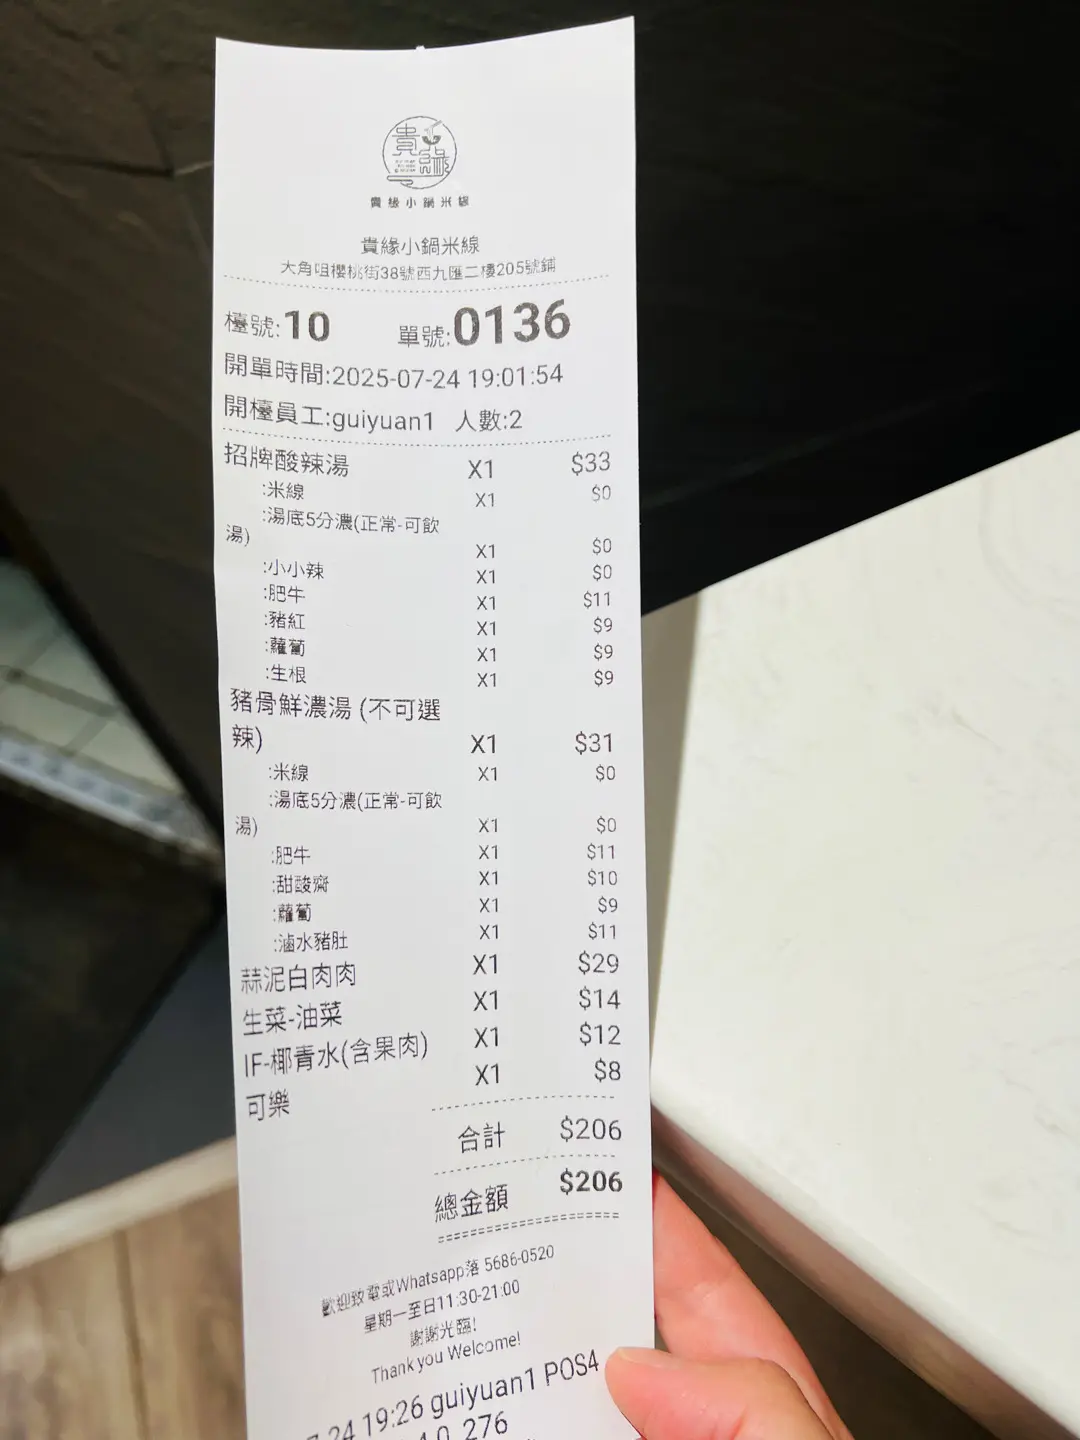 貴緣
貴緣小鍋米線
貴緣小鍋米線
大角咀櫻桃街38號西九匯二樓205號鋪
檯號:10 單號:0136
開單時間:2025-07-24 19:01:54
開檯員工:guiyuan1 人數:2
招牌酸辣湯 X1 $33
:米線 X1 $0
:湯底5分濃(正常-可飲
湯) X1 $0
:小小辣 X1 $0
:肥牛 X1 $11
:豬紅 X1 $9
:蘿蔔 X1 $9
:生根 X1 $9
豬骨鮮濃湯 (不可選
辣) X1 $31
:米線 X1 $0
:湯底5分濃(正常-可飲
湯) X1 $0
:肥牛 X1 $11
:甜酸齋 X1 $10
:蘿蔔 X1 $9
:滷水豬肚 X1 $11
蒜泥白肉肉 X1 $29
生菜-油菜 X1 $14
IF-椰青水(含果肉) X1 $12
可樂 X1 $8
合計 $206
總金額 $206
歡迎致電或Whatsapp落 5686-0520
星期一至日11:30-21:00
謝謝光臨!
Thank you Welcome!
24 19:26 guiyuan1 POS4
276